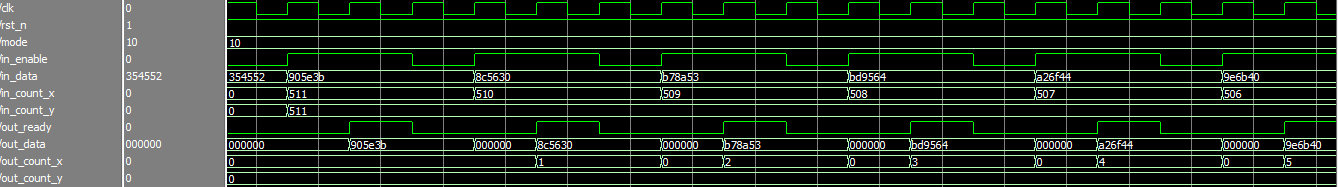 /clk 0
/rst_n 1
/mode 10 10
/in_enable 0
/in_data 354552 354552 905e3b 8c5630 b78a53 bd9564 a26f44 9e6b40
/in_count_x 0 0 511 510 509 508 507 506
/in_count_y 0 0 511
/out_ready 0
/out_data 000000 000000 905e3b 000000 8c5630 000000 b78a53 000000 bd9564 000000 a26f44 000000 9e6b40
/out_count_x 0 0 1 0 2 0 3 0 4 0 5
/out_count_y 0 0